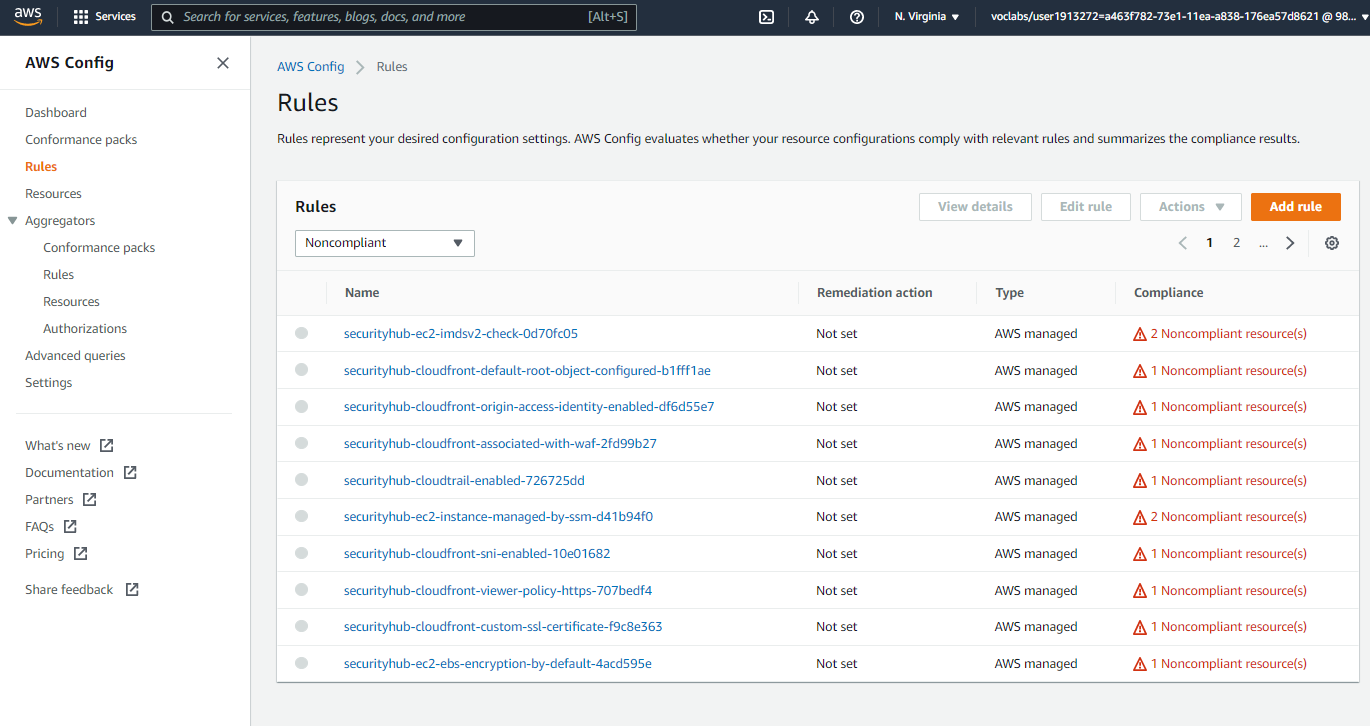 aws
Services
Search for services, features, blogs, docs, and more
[Alt+S]
N. Virginia
voclabs/user1913272=a463f782-73e1-11ea-a838-176ea57d8621 @ 98...
AWS Config
Dashboard
Conformance packs
Rules
Resources
Aggregators
Conformance packs
Rules
Resources
Authorizations
Advanced queries
Settings
What's new
Documentation
Partners
FAQs
Pricing
Share feedback
AWS Config > Rules
Rules
Rules represent your desired configuration settings. AWS Config evaluates whether your resource configurations comply with relevant rules and summarizes the compliance results.
Rules
View details
Edit rule
Actions
Add rule
Noncompliant
1 2 ...
Name Remediation action Type Compliance
securityhub-ec2-imdsv2-check-0d70fc05 Not set AWS managed 2 Noncompliant resource(s)
securityhub-cloudfront-default-root-object-configured-b1fff1ae Not set AWS managed 1 Noncompliant resource(s)
securityhub-cloudfront-origin-access-identity-enabled-df6d55e7 Not set AWS managed 1 Noncompliant resource(s)
securityhub-cloudfront-associated-with-waf-2fd99b27 Not set AWS managed 1 Noncompliant resource(s)
securityhub-cloudtrail-enabled-726725dd Not set AWS managed 1 Noncompliant resource(s)
securityhub-ec2-instance-managed-by-ssm-d41b94f0 Not set AWS managed 2 Noncompliant resource(s)
securityhub-cloudfront-sni-enabled-10e01682 Not set AWS managed 1 Noncompliant resource(s)
securityhub-cloudfront-viewer-policy-https-707bedf4 Not set AWS managed 1 Noncompliant resource(s)
securityhub-cloudfront-custom-ssl-certificate-f9c8e363 Not set AWS managed 1 Noncompliant resource(s)
securityhub-ec2-ebs-encryption-by-default-4acd595e Not set AWS managed 1 Noncompliant resource(s)